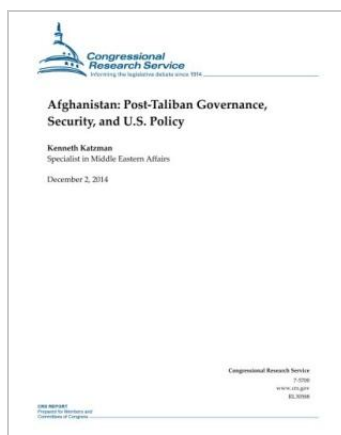 Congressional
Research Service
Informing the legislative debate since 1914
Afghanistan: Post-Taliban Governance,
Security, and U.S. Policy
Kenneth Katzman
Specialist in Middle Eastern Affairs
December 2, 2014
Congressional Research Service
7-5700
www.crs.gov
RL30588
CRS REPORT
Prepared for Members and
Committees of Congress